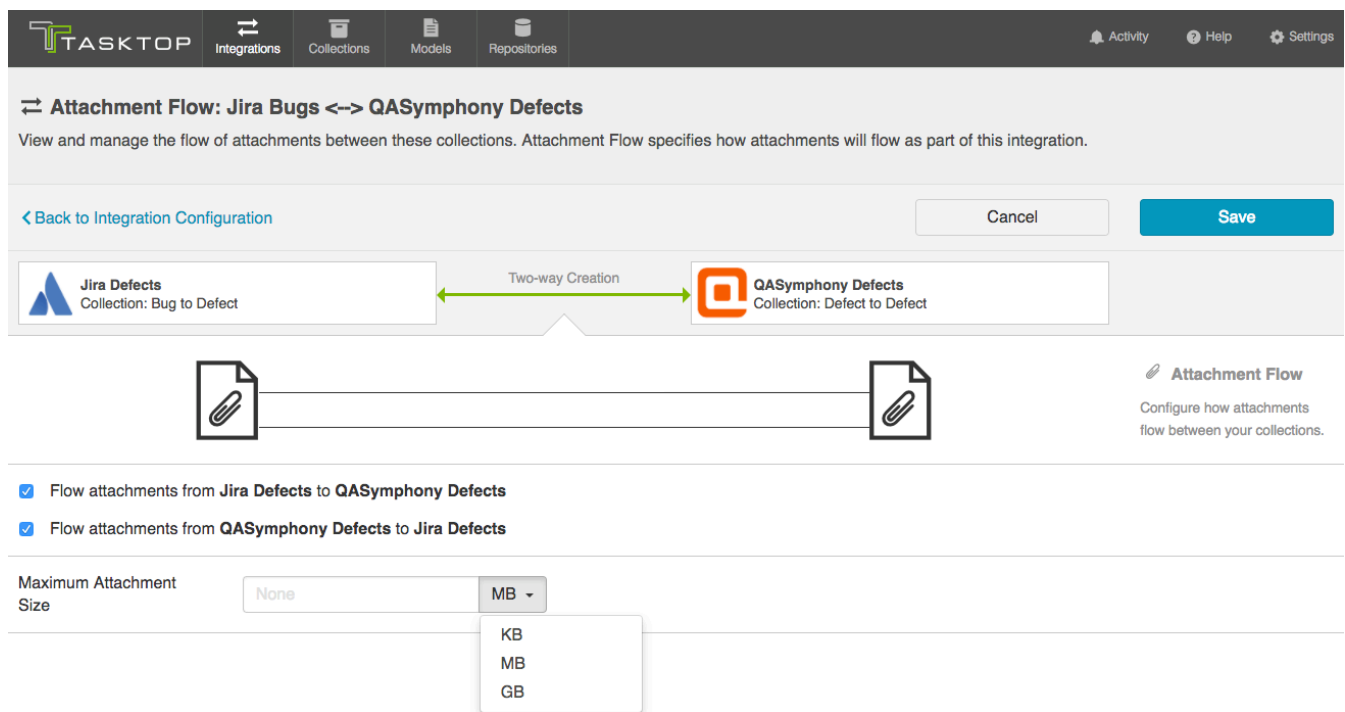 TASKTOP
Integrations
Collections
Models
Repositories
Activity
Help
Settings
Attachment Flow: Jira Bugs <--> QASymphony Defects
View and manage the flow of attachments between these collections. Attachment Flow specifies how attachments will flow as part of this integration.
Back to Integration Configuration
Cancel
Save
Jira Defects
Collection: Bug to Defect
Two-way Creation
QASymphony Defects
Collection: Defect to Defect
Attachment Flow
Configure how attachments
flow between your collections.
Flow attachments from Jira Defects to QASymphony Defects
Flow attachments from QASymphony Defects to Jira Defects
Maximum Attachment
Size
None
MB
KB
MB
GB